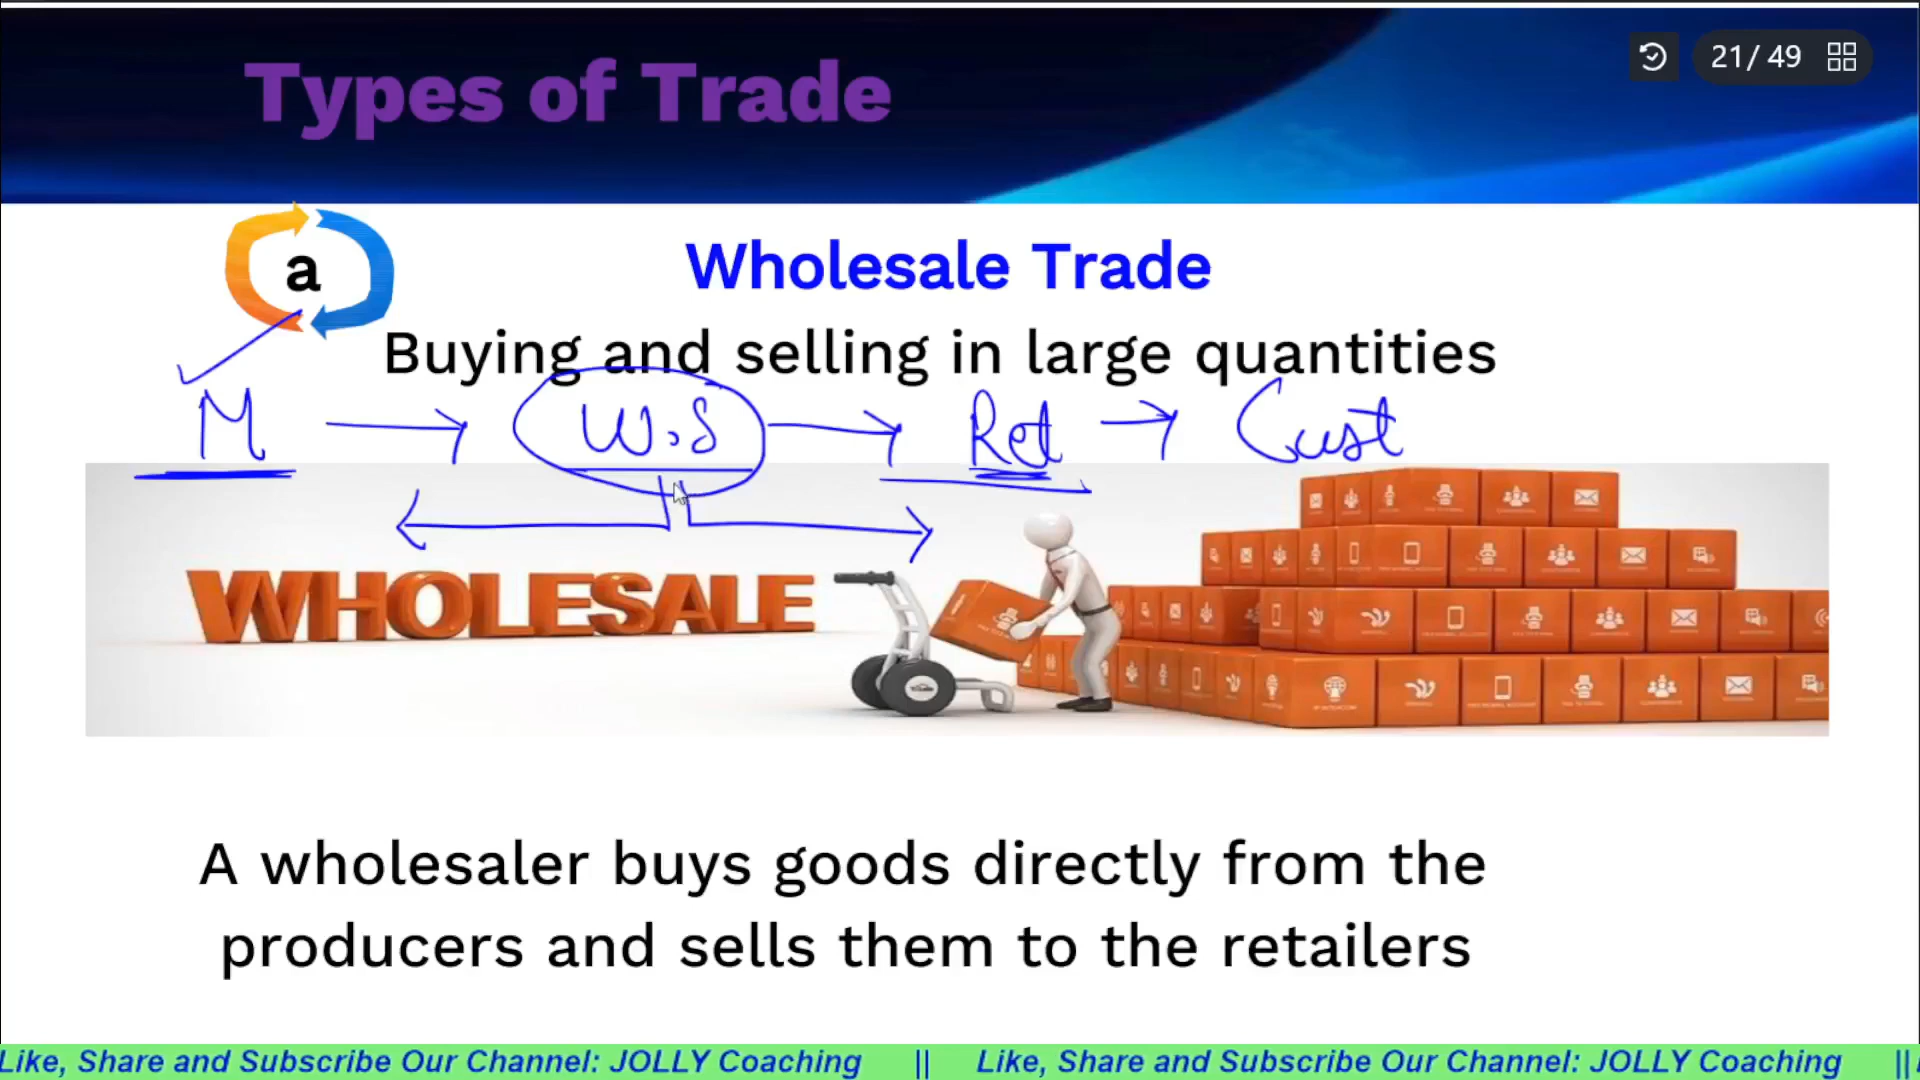 21/ 49
Types of Trade
a
Wholesale Trade
Buying and selling in large quantities
M → W.S → Ret → Cust
WHOLESALE
A wholesaler buys goods directly from the
producers and sells them to the retailers
Like, Share and Subscribe Our Channel: JOLLY Coaching || Like, Share and Subscribe Our Channel: JOLLY Coaching ||